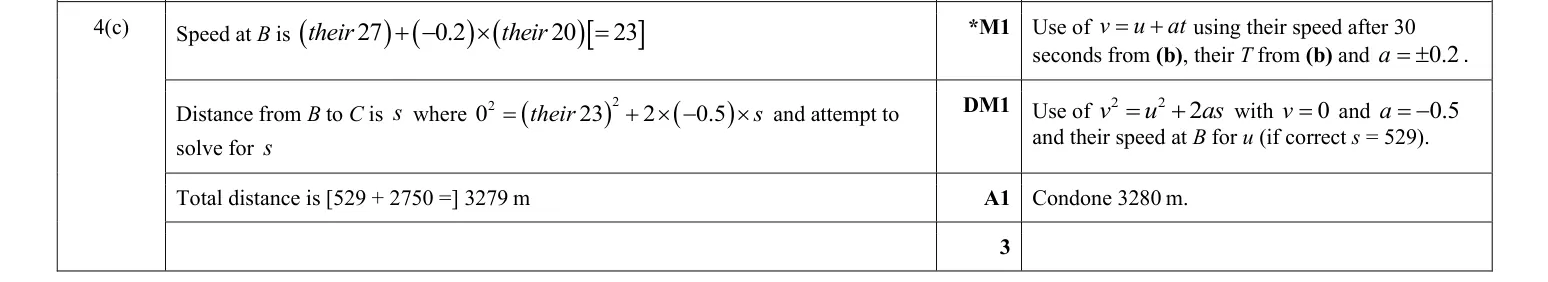 4(c)
Speed at B is (their 27)+(−0.2)×(their 20)[= 23]
*M1
Use of v = u + at using their speed after 30
seconds from (b), their T from (b) and a = ±0.2 .
Distance from B to C is s where 0² = (their 23)² + 2×(−0.5)× s and attempt to
solve for s
DM1
Use of v² = u² + 2as with v = 0 and a = −0.5
and their speed at B for u (if correct s = 529).
Total distance is [529 + 2750 =] 3279 m
A1
Condone 3280 m.
3